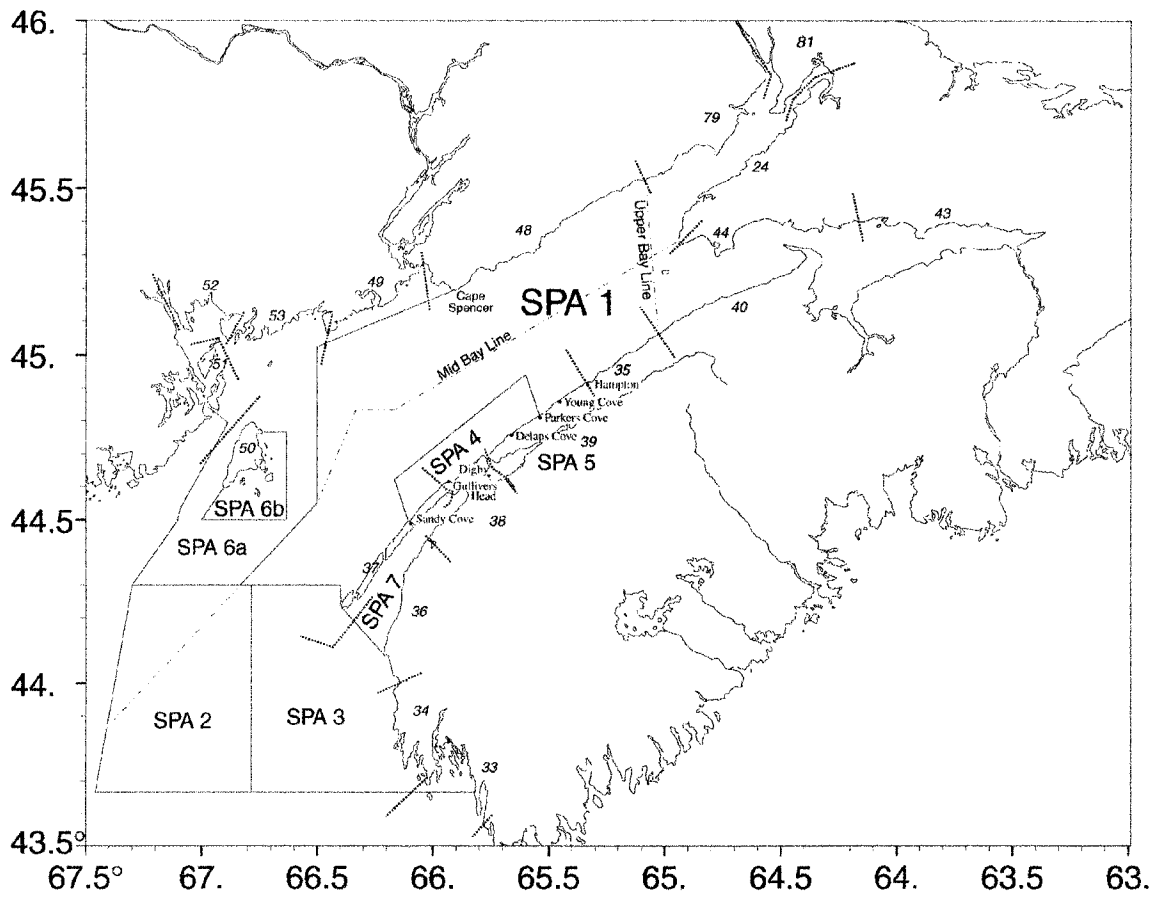 46.
81
79
24
45.5
Upper Bay Line
43
48
44
52
49
Cape
Spencer
SPA 1
53
40
45.
51
Mid Bay Line
35
Hampton
Young Cove
Parkers Cove
Delaps Cove
39
SPA 4
50
Digby
SPA 5
Gullivers
Head
SPA 6b
44.5
Sandy Cove
38
SPA 6a
37
SPA 7
36
44.
34
SPA 2
SPA 3
33
43.5°
67.5°
67.
66.5
66.
65.5
65.
64.5
64.
63.5
63.